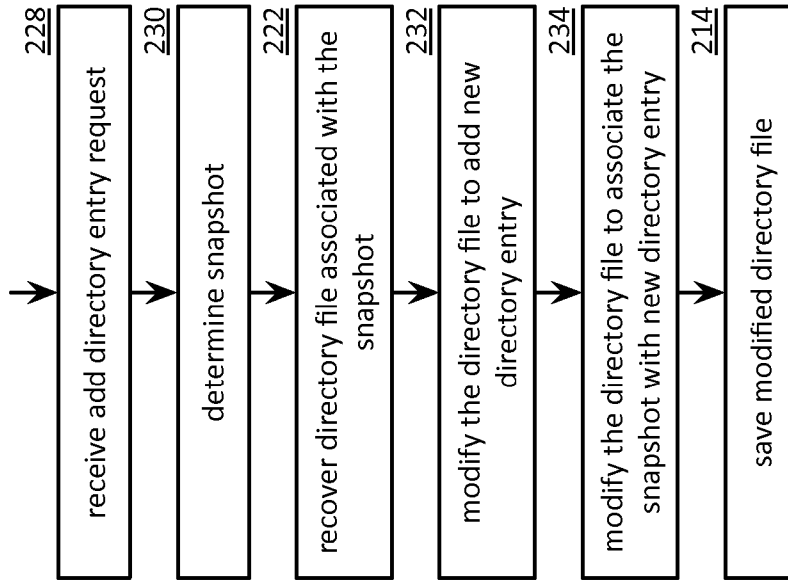 228
receive add directory entry request
230
determine snapshot
222
recover directory file associated with the
snapshot
232
modify the directory file to add new
directory entry
234
modify the directory file to associate the
snapshot with new directory entry
214
save modified directory file